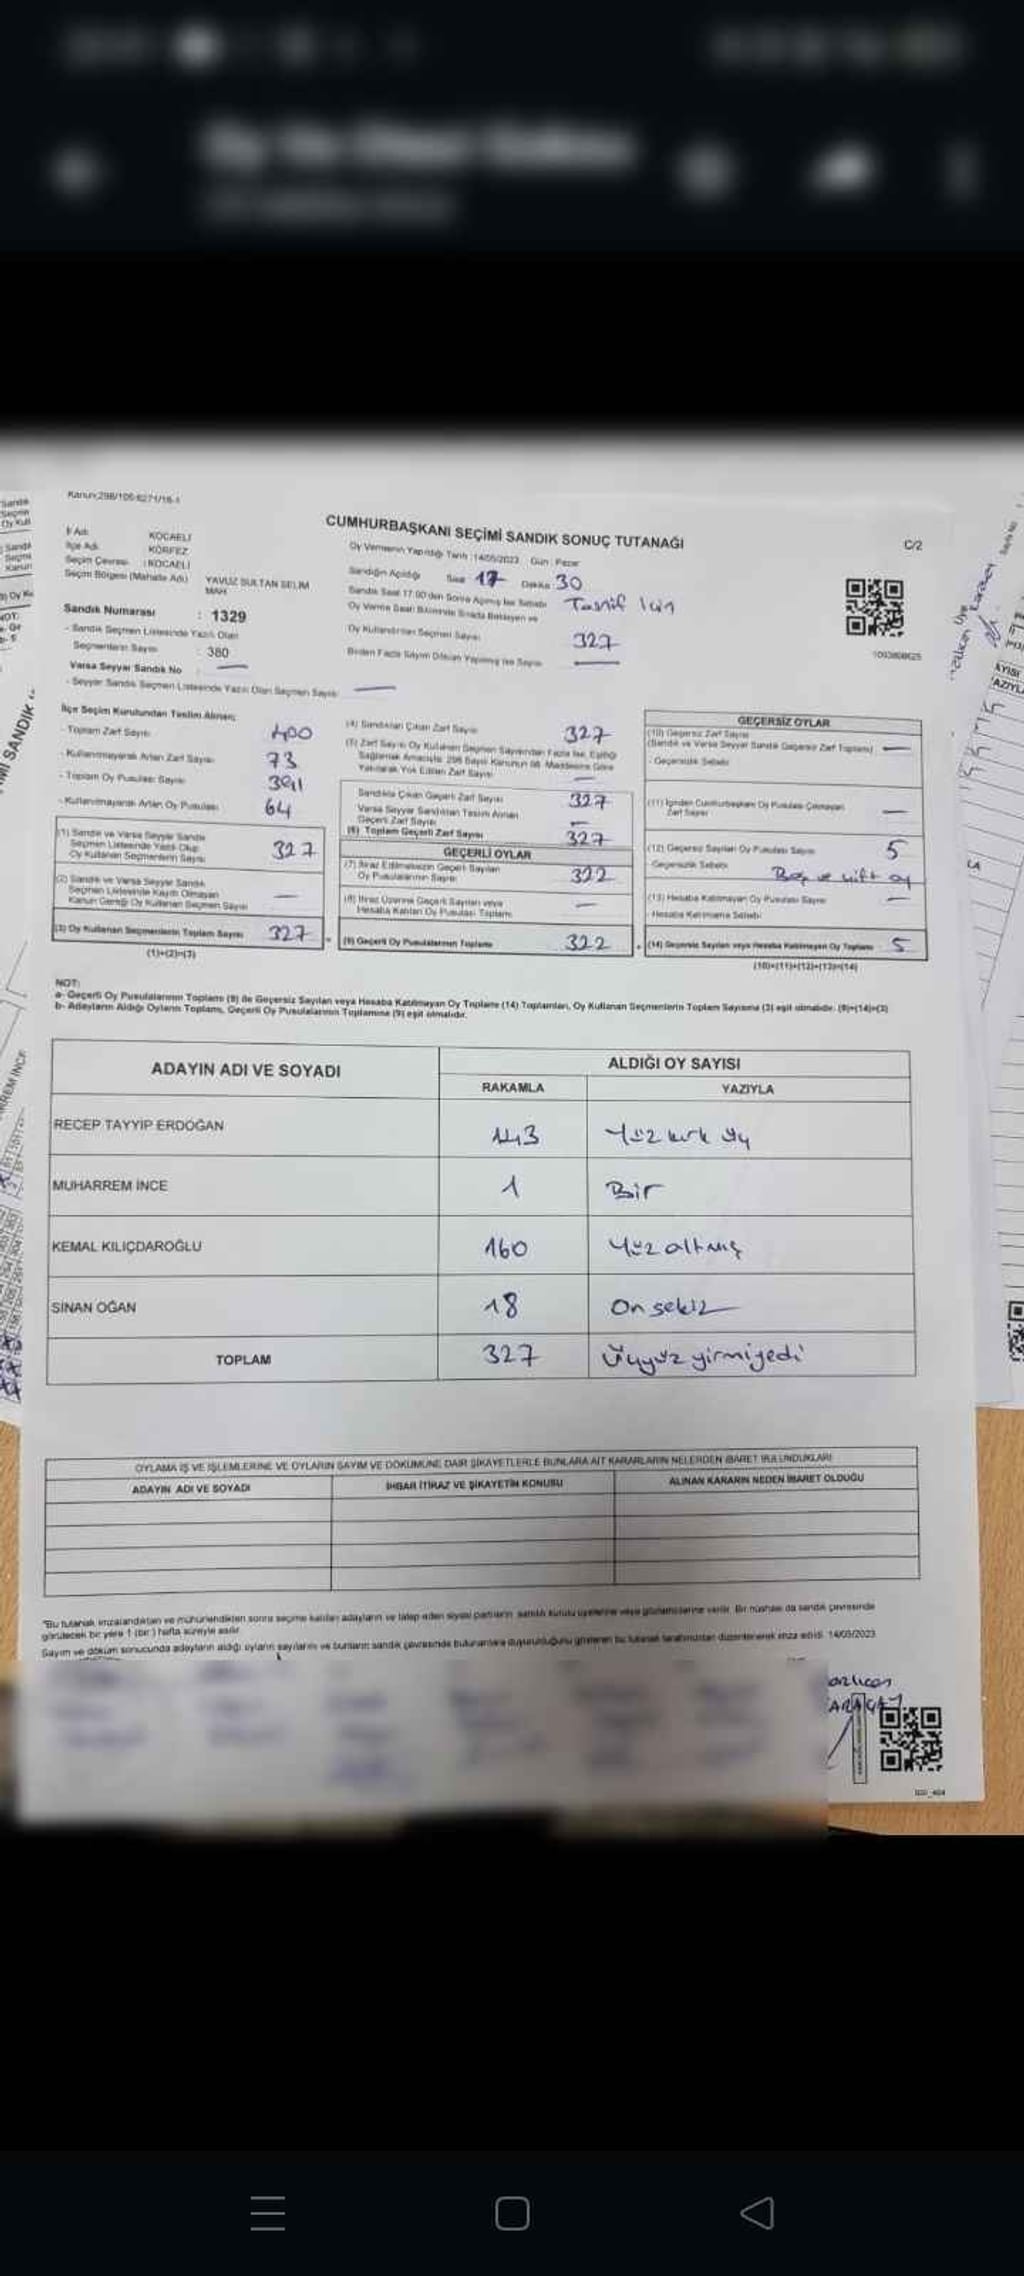 Kanun:298/105-6271/16-1
CUMHURBAŞKANI SEÇİMİ SANDIK SONUÇ TUTANAĞI
C/2
İl Adı KOCAELİ
İlçe Adı KÖRFEZ
Seçim Çevresi : KOCAELİ
Seçim Bölgesi (Mahalle Adı) YAVUZ SULTAN SELİM MAH
Sandık Numarası : 1329
- Sandık Seçmen Listesinde Yazılı Olan
Seçmenlerin Sayısı : 380
Varsa Seyyar Sandık No : —
- Seyyar Sandık Seçmen Listesinde Yazılı Olan Seçmen Sayısı —
Oy Vermenin Yapıldığı Tarih : 14/05/2023 Gün : Pazar
Sandığın Açıldığı Saat 17 Dakika 30
Sandık Saat 17.00'den Sonra Açılmış İse Sebebi Tasnif İçin
Oy Verme Saati Bitiminde Sırada Bekleyen ve
Oy Kullandırılan Seçmen Sayısı 327
Birden Fazla Sayım Döküm Yapılmış İse Sayısı —
İlçe Seçim Kurulundan Teslim Alınan;
- Toplam Zarf Sayısı 400
- Kullanılmayarak Artan Zarf Sayısı 73
- Toplam Oy Pusulası Sayısı 391
- Kullanılmayarak Artan Oy Pusulası 64
(1) Sandık ve Varsa Seyyar Sandık
Seçmen Listesinde Yazılı Olup
Oy Kullanan Seçmenlerin Sayısı 327
(2) Sandık ve Varsa Seyyar Sandık
Seçmen Listesinde Kaydı Olmayan
Kanun Gereği Oy Kullanan Seçmen Sayısı —
(3) Oy Kullanan Seçmenlerin Toplam Sayısı 327
(1)+(2)=(3)
(4) Sandıktan Çıkan Zarf Sayısı 327
(5) Zarf Sayısı Oy Kullanan Seçmen Sayısından Fazla İse, Eşitliği
Sağlamak Amacıyla 298 Sayılı Kanunun 98. Maddesine Göre
Yakılarak Yok Edilen Zarf Sayısı —
Sandıkta Çıkan Geçerli Zarf Sayısı 327
Varsa Seyyar Sandıktan Teslim Alınan
Geçerli Zarf Sayısı —
(6) Toplam Geçerli Zarf Sayısı 327
GEÇERLİ OYLAR
(7) İtiraz Edilmeksizin Geçerli Sayılan
Oy Pusulalarının Sayısı 322
(8) İtiraz Üzerine Geçerli Sayılan veya
Hesaba Katılan Oy Pusulası Toplamı —
(9) Geçerli Oy Pusulalarının Toplamı 322
GEÇERSİZ OYLAR
(10) Geçersiz Zarf Sayısı
(Sandık ve Varsa Seyyar Sandık Geçersiz Zarf Toplamı) —
- Geçersizlik Sebebi
(11) İçinden Cumhurbaşkanı Oy Pusulası Çıkmayan
Zarf Sayısı —
(12) Geçersiz Sayılan Oy Pusulası Sayısı 5
- Geçersizlik Sebebi Boş ve çift oy
(13) Hesaba Katılmayan Oy Pusulası Sayısı —
- Hesaba Katılmama Sebebi
(14) Geçersiz Sayılan veya Hesaba Katılmayan Oy Toplamı 5
(10)+(11)+(12)+(13)=(14)
NOT:
a- Geçerli Oy Pusulalarının Toplamı (9) ile Geçersiz Sayılan veya Hesaba Katılmayan Oy Toplamı (14) Toplamları, Oy Kullanan Seçmenlerin Toplam Sayısına (3) eşit olmalıdır. (9)+(14)=(3)
b- Adayların Aldığı Oyların Toplamı, Geçerli Oy Pusulalarının Toplamına (9) eşit olmalıdır.
ADAYIN ADI VE SOYADI ALDIĞI OY SAYISI
RAKAMLA YAZIYLA
RECEP TAYYİP ERDOĞAN 143 Yüz kırk üç
MUHARREM İNCE 1 Bir
KEMAL KILIÇDAROĞLU 160 Yüz altmış
SİNAN OĞAN 18 On sekiz
TOPLAM 327 Üçyüz yirmiyedi
OYLAMA İŞ VE İŞLEMLERİNE VE OYLARIN SAYIM VE DÖKÜMÜNE DAİR ŞİKAYETLERLE BUNLARA AİT KARARLARIN NELERDEN İBARET BULUNDUKLARI
ADAYIN ADI VE SOYADI İHBAR İTİRAZ VE ŞİKAYETİN KONUSU ALINAN KARARIN NEDEN İBARET OLDUĞU
*Bu tutanak imzalandıktan ve mühürlendikten sonra seçime katılan adayların ve talep eden siyasi partilerin sandık kurulu üyelerine veya gözlemcilerine verilir. Bir nüshası da sandık çevresinde
görülecek bir yere 1 (bir) hafta süreyle asılır.
Sayım ve döküm sonucunda adayların aldığı oyların sayılarını ve bunların sandık çevresinde bulunanlara duyurulduğunu gösteren bu tutanak tarafımızdan düzenlenerek imza edildi. 14/05/2023